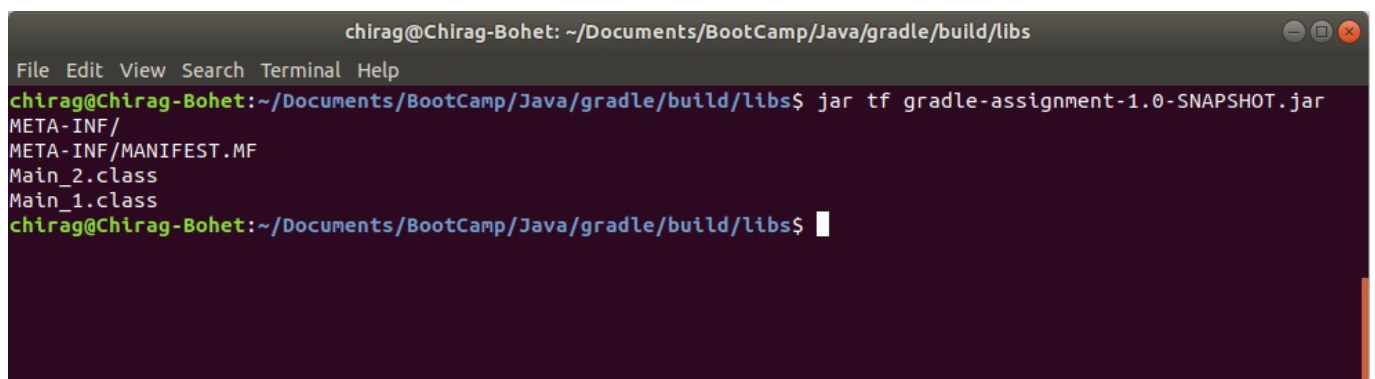 chirag@Chirag-Bohet: ~/Documents/BootCamp/Java/gradle/build/libs
File Edit View Search Terminal Help
chirag@Chirag-Bohet:~/Documents/BootCamp/Java/gradle/build/libs$ jar tf gradle-assignment-1.0-SNAPSHOT.jar
META-INF/
META-INF/MANIFEST.MF
Main_2.class
Main_1.class
chirag@Chirag-Bohet:~/Documents/BootCamp/Java/gradle/build/libs$